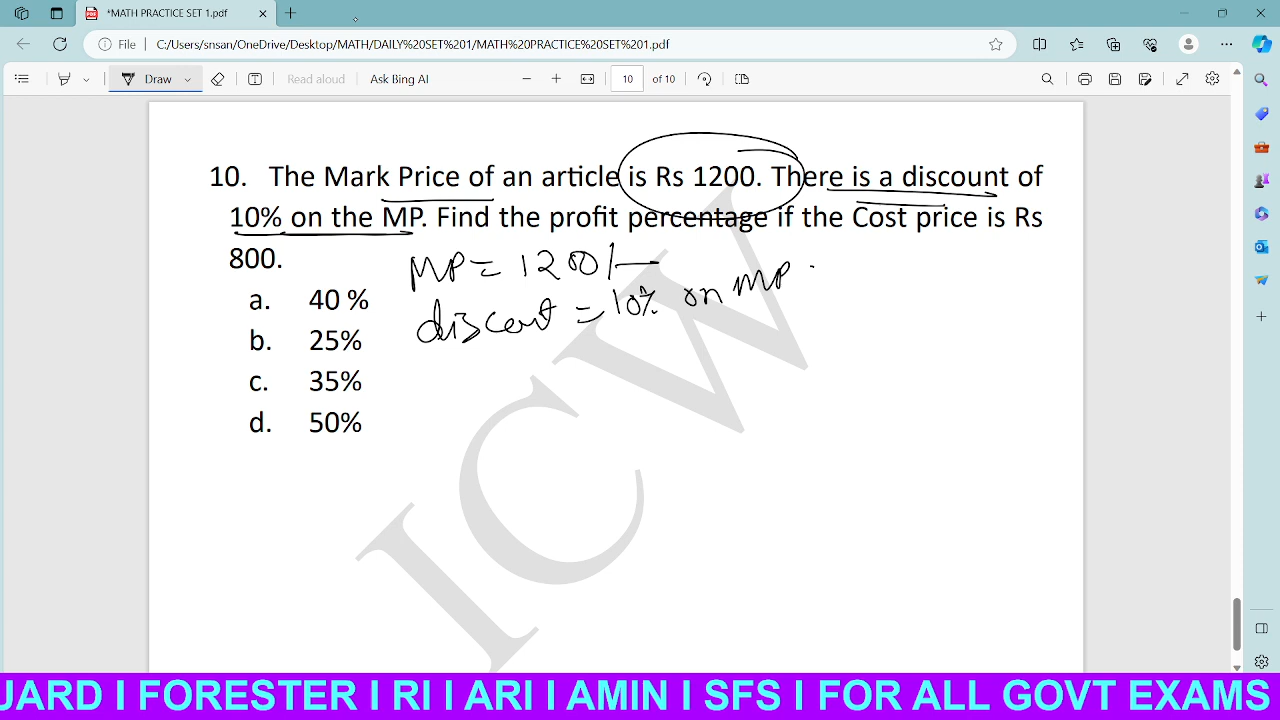 *MATH PRACTICE SET 1.pdf
File C:/Users/snsan/OneDrive/Desktop/MATH/DAILY%20SET%201/MATH%20PRACTICE%20SET%201.pdf
Draw Read aloud Ask Bing AI 10 of 10
10. The Mark Price of an article is Rs 1200. There is a discount of
10% on the MP. Find the profit percentage if the Cost price is Rs
800.
MP = 1200/-
a. 40 %
discount = 10% on MP.
b. 25%
c. 35%
d. 50%
ICW
UARD I FORESTER I RI I ARI I AMIN I SFS I FOR ALL GOVT EXAMS